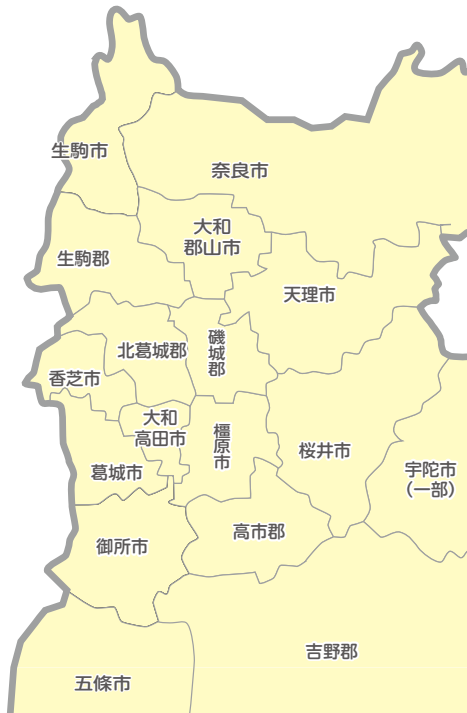 生駒市
奈良市
大和
郡山市
生駒郡
天理市
北葛城郡
磯城郡
香芝市
大和
高田市
橿原市
桜井市
葛城市
宇陀市
（一部）
御所市
高市郡
吉野郡
五條市